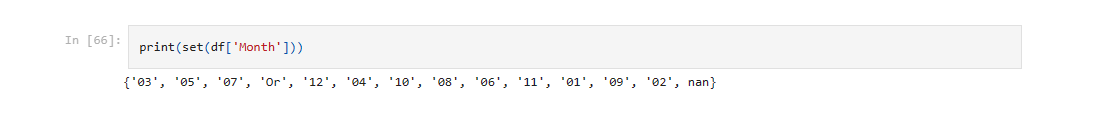 In [66]: print(set(df['Month']))
{'03', '05', '07', 'Or', '12', '04', '10', '08', '06', '11', '01', '09', '02', nan}